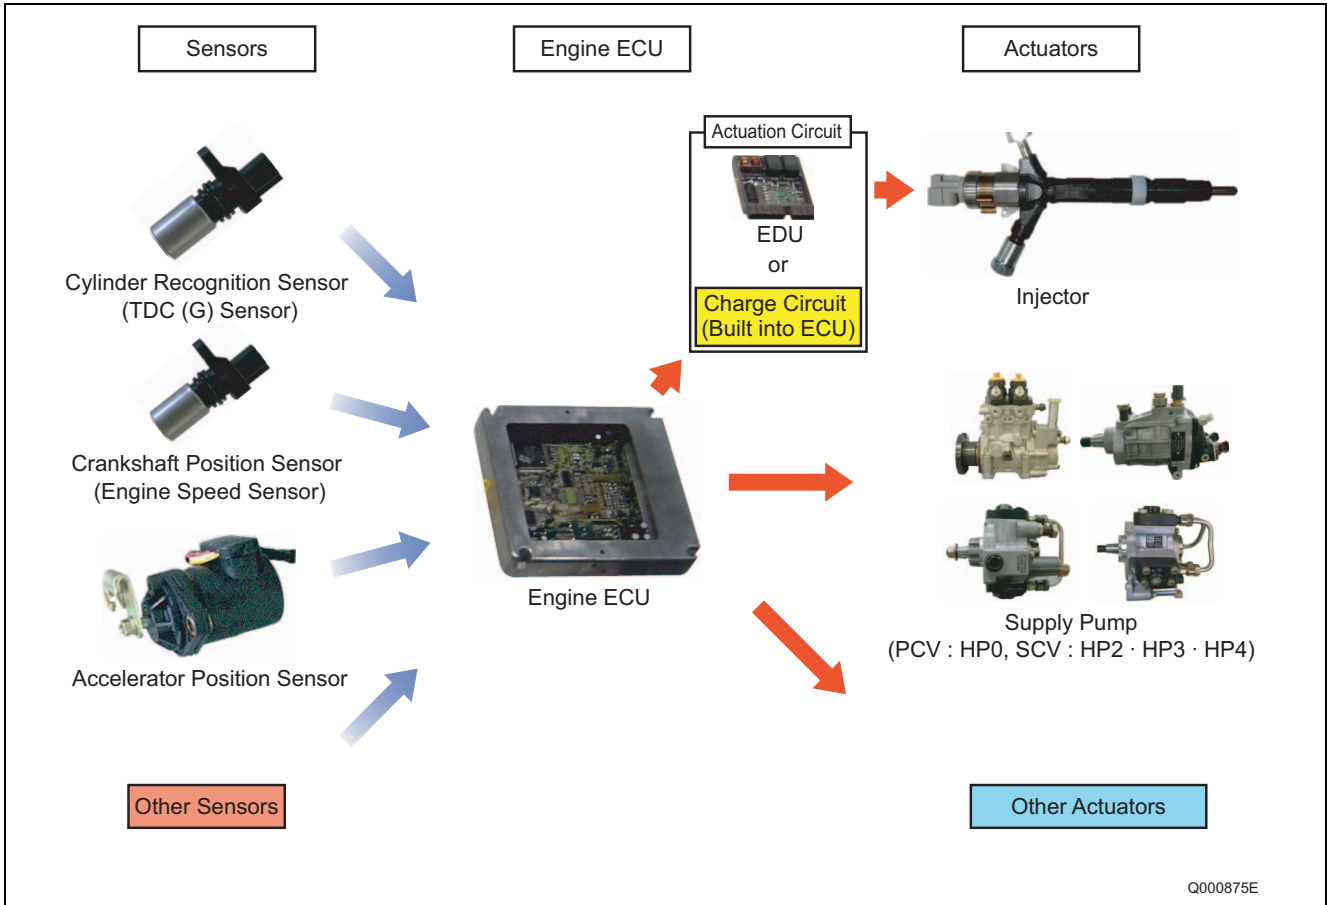 Sensors
Engine ECU
Actuators
Actuation Circuit
EDU
or
Charge Circuit
(Built into ECU)
Injector
Cylinder Recognition Sensor
(TDC (G) Sensor)
Crankshaft Position Sensor
(Engine Speed Sensor)
Engine ECU
Supply Pump
(PCV : HP0, SCV : HP2 · HP3 · HP4)
Accelerator Position Sensor
Other Sensors
Other Actuators
Q000875E